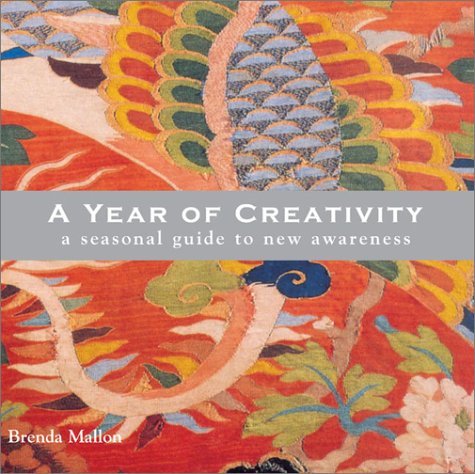 A YEAR OF CREATIVITY
a seasonal guide to new awareness
Brenda Mallon